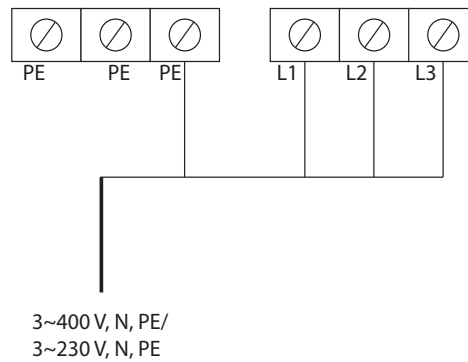 PE PE PE L1 L2 L3
3~400 V, N, PE/
3~230 V, N, PE